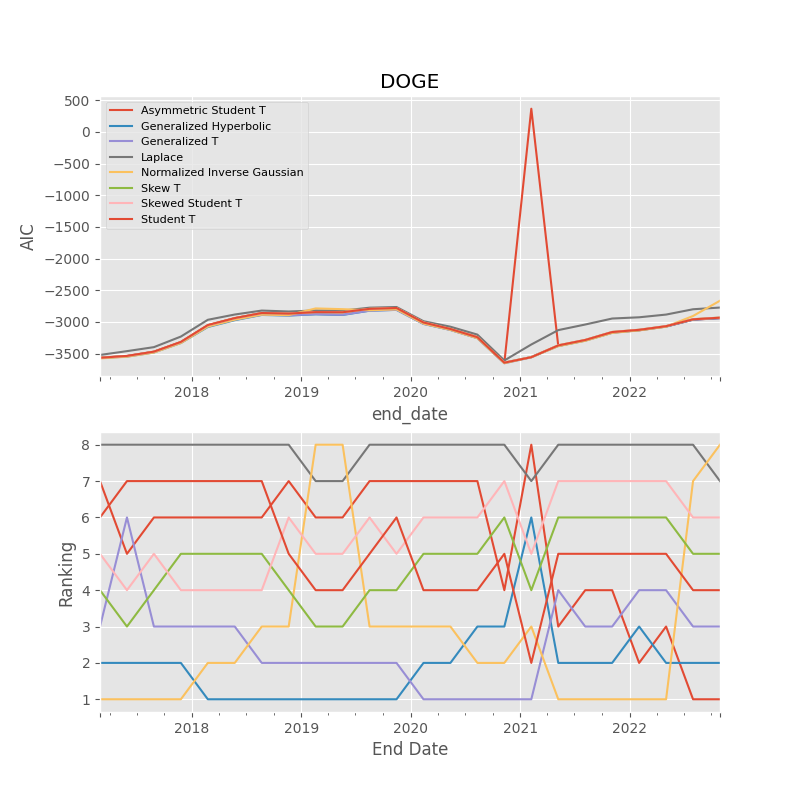 DOGE
500
0
−500
−1000
−1500
−2000
−2500
−3000
−3500
AIC
Asymmetric Student T
Generalized Hyperbolic
Generalized T
Laplace
Normalized Inverse Gaussian
Skew T
Skewed Student T
Student T
2018 2019 2020 2021 2022
end_date
8
7
6
5
4
3
2
1
Ranking
2018 2019 2020 2021 2022
End Date